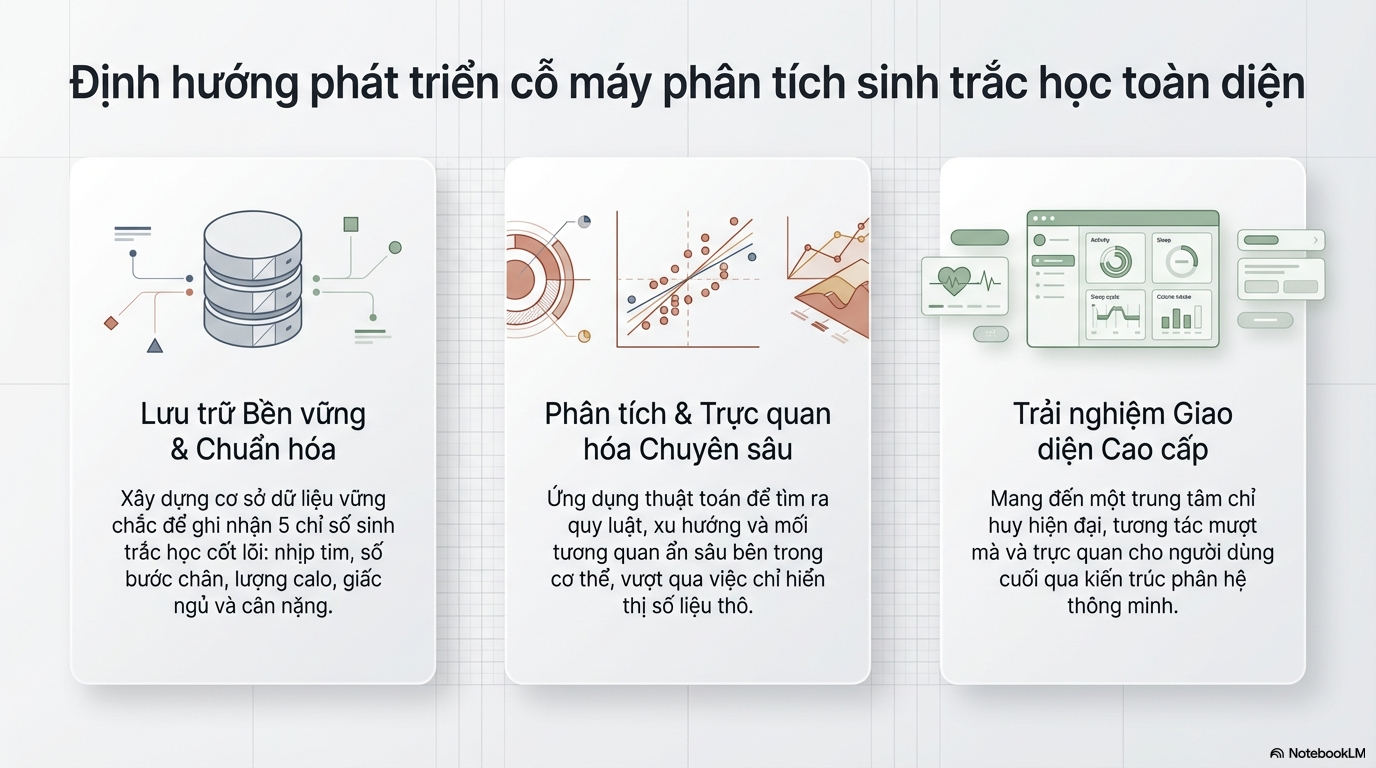 Định hướng phát triển cỗ máy phân tích sinh trắc học toàn diện
Lưu trữ Bền vững
& Chuẩn hóa
Xây dựng cơ sở dữ liệu vững
chắc để ghi nhận 5 chỉ số sinh
trắc học cốt lõi: nhịp tim, số
bước chân, lượng calo, giấc
ngủ và cân nặng.
Phân tích & Trực quan
hóa Chuyên sâu
Ứng dụng thuật toán để tìm ra
quy luật, xu hướng và mối
tương quan ẩn sâu bên trong
cơ thể, vượt qua việc chỉ hiển
thị số liệu thô.
Activity
Sleep
Trải nghiệm Giao
diện Cao cấp
Mang đến một trung tâm chỉ
huy hiện đại, tương tác mượt
mà và trực quan cho người dùng
cuối qua kiến trúc phân hệ
thông minh.
NotebookLM